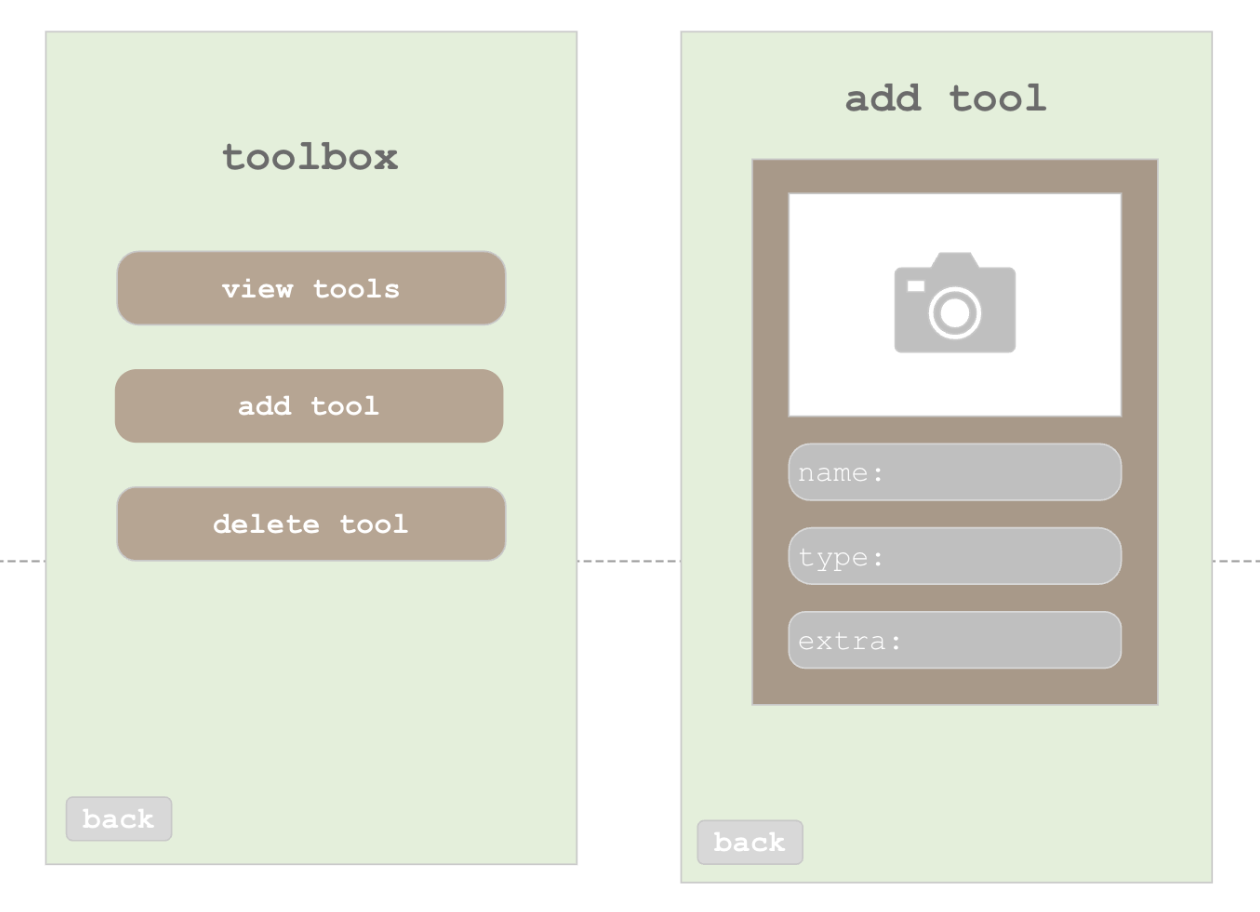 toolbox
view tools
add tool
delete tool
back
add tool
name:
type:
extra:
back